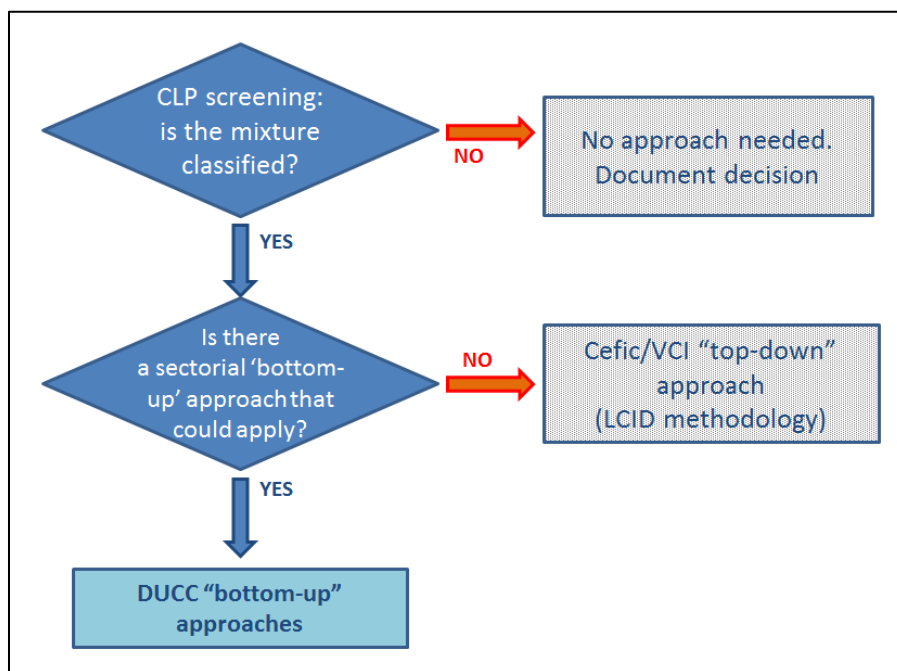 CLP screening:
is the mixture
classified?
NO
No approach needed.
Document decision
YES
Is there
a sectorial ‘bottom-
up’ approach that
could apply?
NO
Cefic/VCI “top-down”
approach
(LCID methodology)
YES
DUCC “bottom-up”
approaches